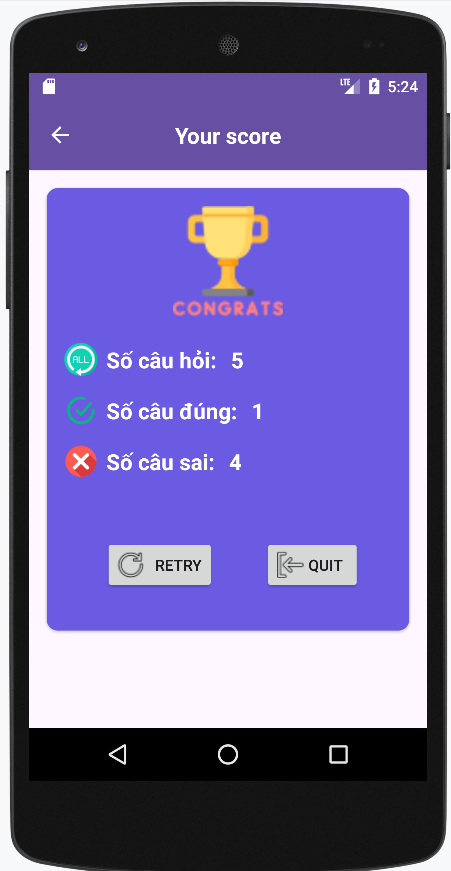 LTE 5:24
Your score
CONGRATS
ALL Số câu hỏi: 5
Số câu đúng: 1
Số câu sai: 4
RETRY QUIT